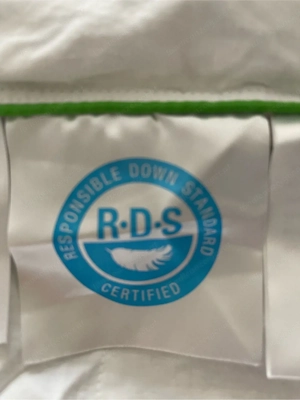 RESPONSIBLE DOWN STANDARD
R·D·S
CERTIFIED